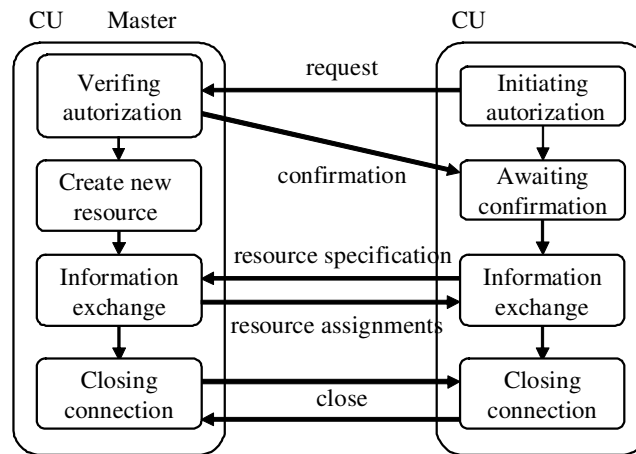 CU Master
CU
Verifing
autorization
request
Initiating
autorization
confirmation
Create new
resource
Awaiting
confirmation
resource specification
Information
exchange
Information
exchange
resource assignments
Closing
connection
close
Closing
connection